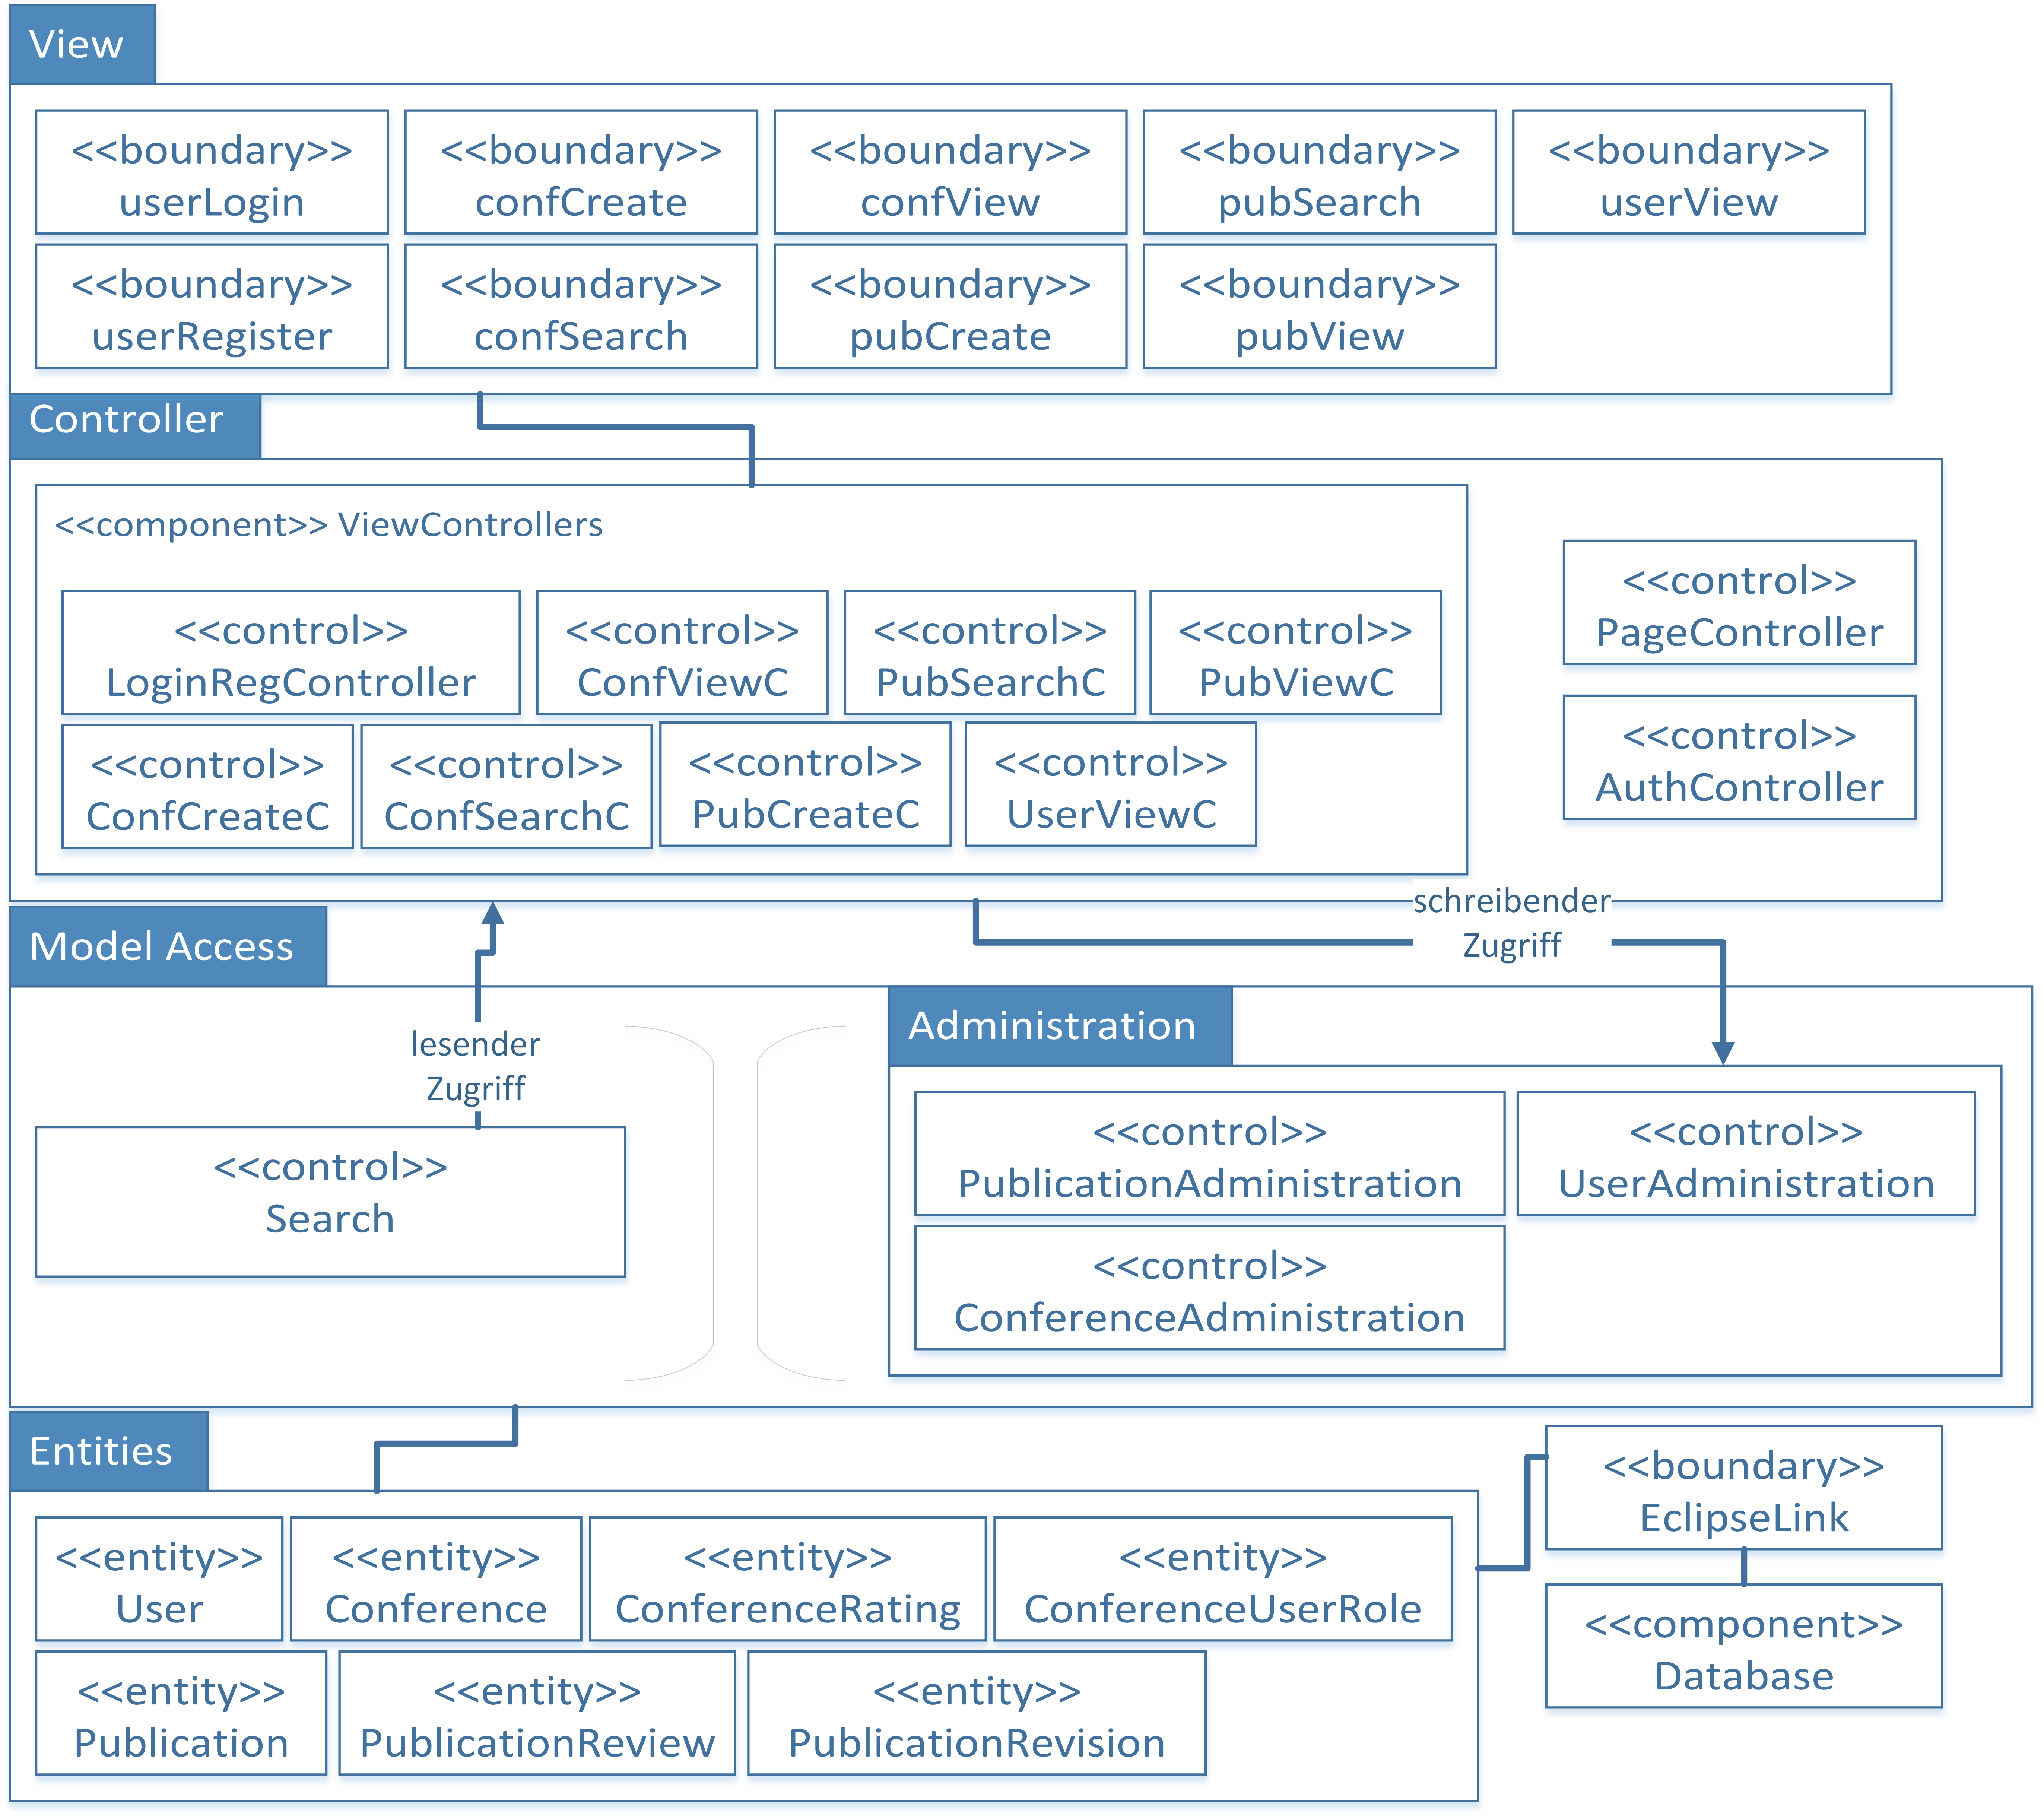 View
<<boundary>>
userLogin
<<boundary>>
confCreate
<<boundary>>
confView
<<boundary>>
pubSearch
<<boundary>>
userView
<<boundary>>
userRegister
<<boundary>>
confSearch
<<boundary>>
pubCreate
<<boundary>>
pubView
Controller
<<component>> ViewControllers
<<control>>
LoginRegController
<<control>>
ConfViewC
<<control>>
PubSearchC
<<control>>
PubViewC
<<control>>
ConfCreateC
<<control>>
ConfSearchC
<<control>>
PubCreateC
<<control>>
UserViewC
<<control>>
PageController
<<control>>
AuthController
schreibender
Zugriff
Model Access
lesender
Zugriff
<<control>>
Search
Administration
<<control>>
PublicationAdministration
<<control>>
UserAdministration
<<control>>
ConferenceAdministration
Entities
<<entity>>
User
<<entity>>
Conference
<<entity>>
ConferenceRating
<<entity>>
ConferenceUserRole
<<entity>>
Publication
<<entity>>
PublicationReview
<<entity>>
PublicationRevision
<<boundary>>
EclipseLink
<<component>>
Database